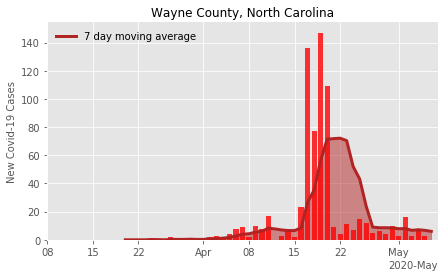 Wayne County, North Carolina
7 day moving average
New Covid-19 Cases
140
120
100
80
60
40
20
0
08 15 22 Apr 08 15 22 May
2020-May